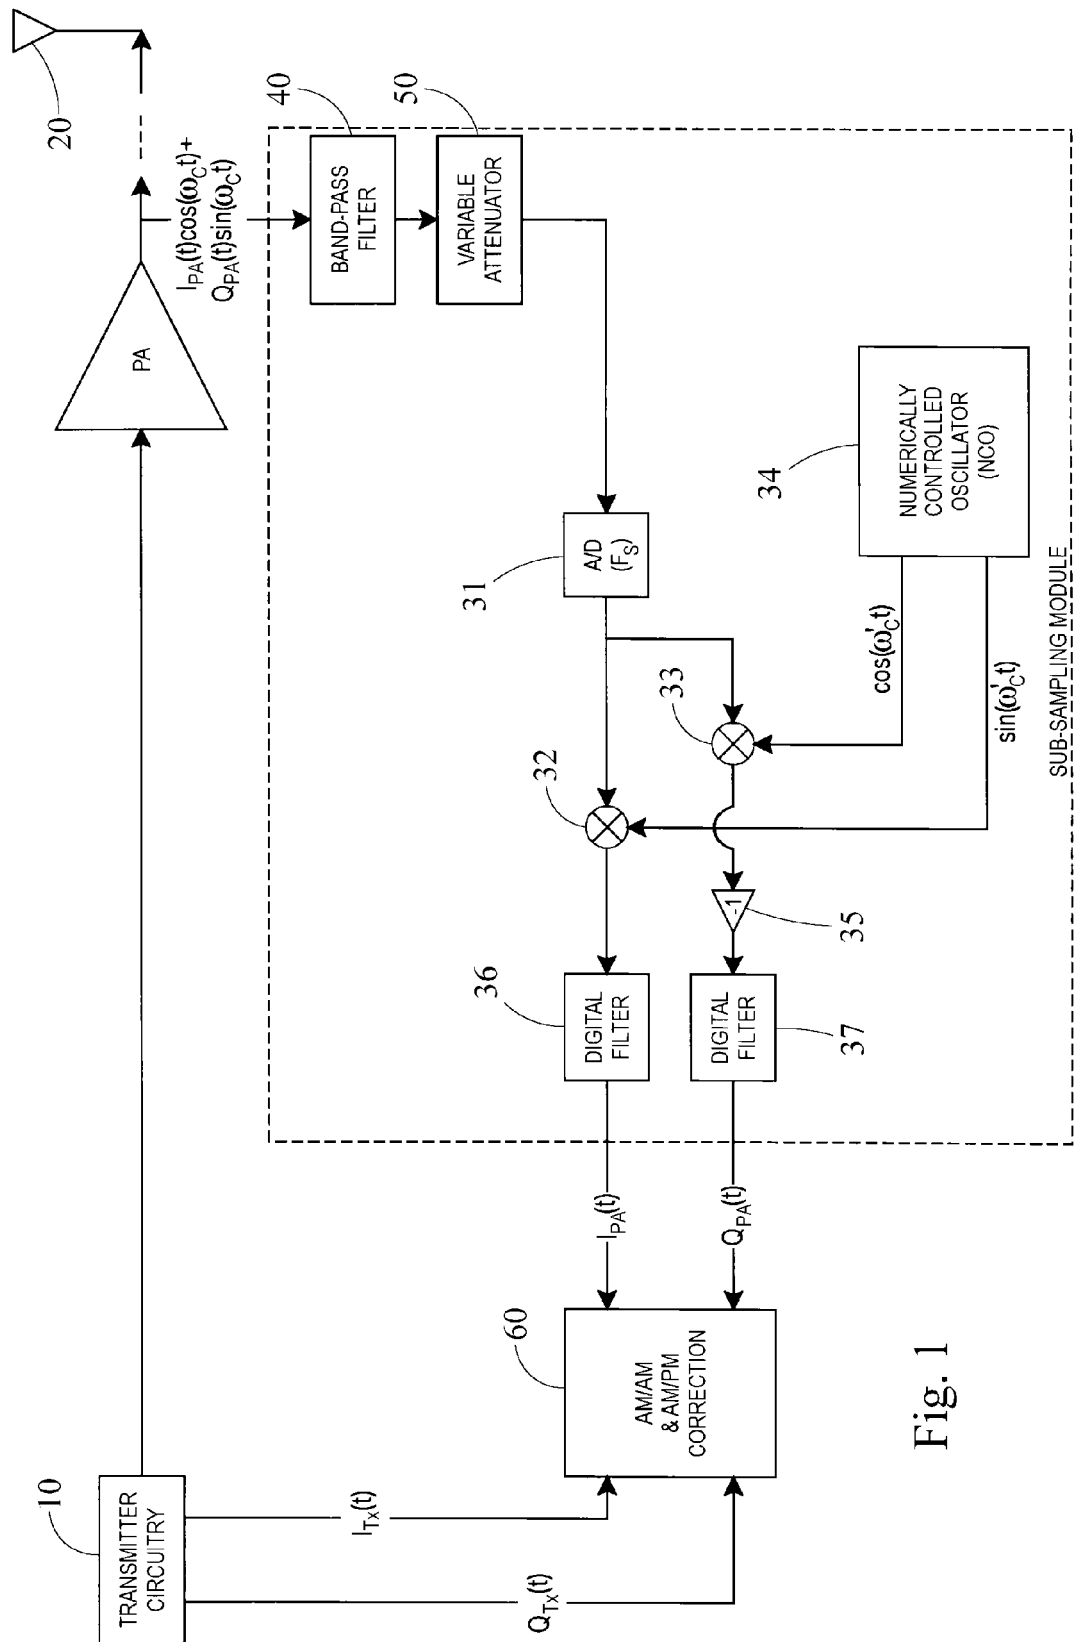 10
TRANSMITTER
CIRCUITRY
PA
20
I_PA(t)cos(ω_C t)+
Q_PA(t)sin(ω_C t)
I_Tx(t)
Q_Tx(t)
60
AM/AM
& AM/PM
CORRECTION
I_PA(t)
Q_PA(t)
36
DIGITAL
FILTER
DIGITAL
FILTER
37
32
33
-1
35
31
A/D
(F_S)
40
BAND-PASS
FILTER
50
VARIABLE
ATTENUATOR
34
NUMERICALLY
CONTROLLED
OSCILLATOR
(NCO)
cos(ω'_C t)
sin(ω'_C t)
SUB-SAMPLING MODULE
Fig. 1